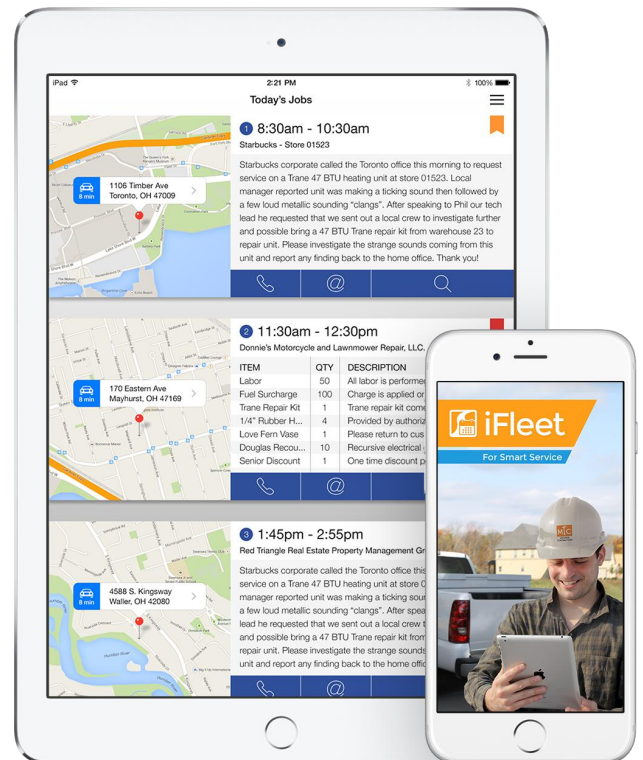 iPad
2:21 PM
100%
Today's Jobs
8 min
1106 Timber Ave
Toronto, OH 47009
1 8:30am - 10:30am
Starbucks - Store 01523
Starbucks corporate called the Toronto office this morning to request
service on a Trane 47 BTU heating unit at store 01523. Local
manager reported unit was making a ticking sound then followed by
a few loud metallic sounding “clangs”. After speaking to Phil our tech
lead he requested that we sent out a local crew to investigate further
and possible bring a 47 BTU Trane repair kit from warehouse 23 to
repair unit. Please investigate the strange sounds coming from this
unit and report any finding back to the home office. Thank you!
@
8 min
170 Eastern Ave
Mayhurst, OH 47169
2 11:30am - 12:30pm
Donnie's Motorcycle and Lawnmower Repair, LLC.
ITEM QTY DESCRIPTION
Labor 50 All labor is performe
Fuel Surcharge 100 Charge is applied or
Trane Repair Kit 1 Trane repair kit come
1/4" Rubber H... 4 Provided by authoriz
Love Fern Vase 1 Please return to cus
Douglas Recou... 10 Recursive electrical
Senior Discount 1 One time discount p
@
8 min
4588 S. Kingsway
Waller, OH 42080
3 1:45pm - 2:55pm
Red Triangle Real Estate Property Management Gr
Starbucks corporate called the Toronto office this
service on a Trane 47 BTU heating unit at store 0
manager reported unit was making a ticking sound
a few loud metallic sounding “clangs”. After spea
lead he requested that we sent out a local crew t
and possible bring a 47 BTU Trane repair kit from
repair unit. Please investigate the strange sounds
unit and report any finding back to the home offic
@
iFleet
For Smart Service